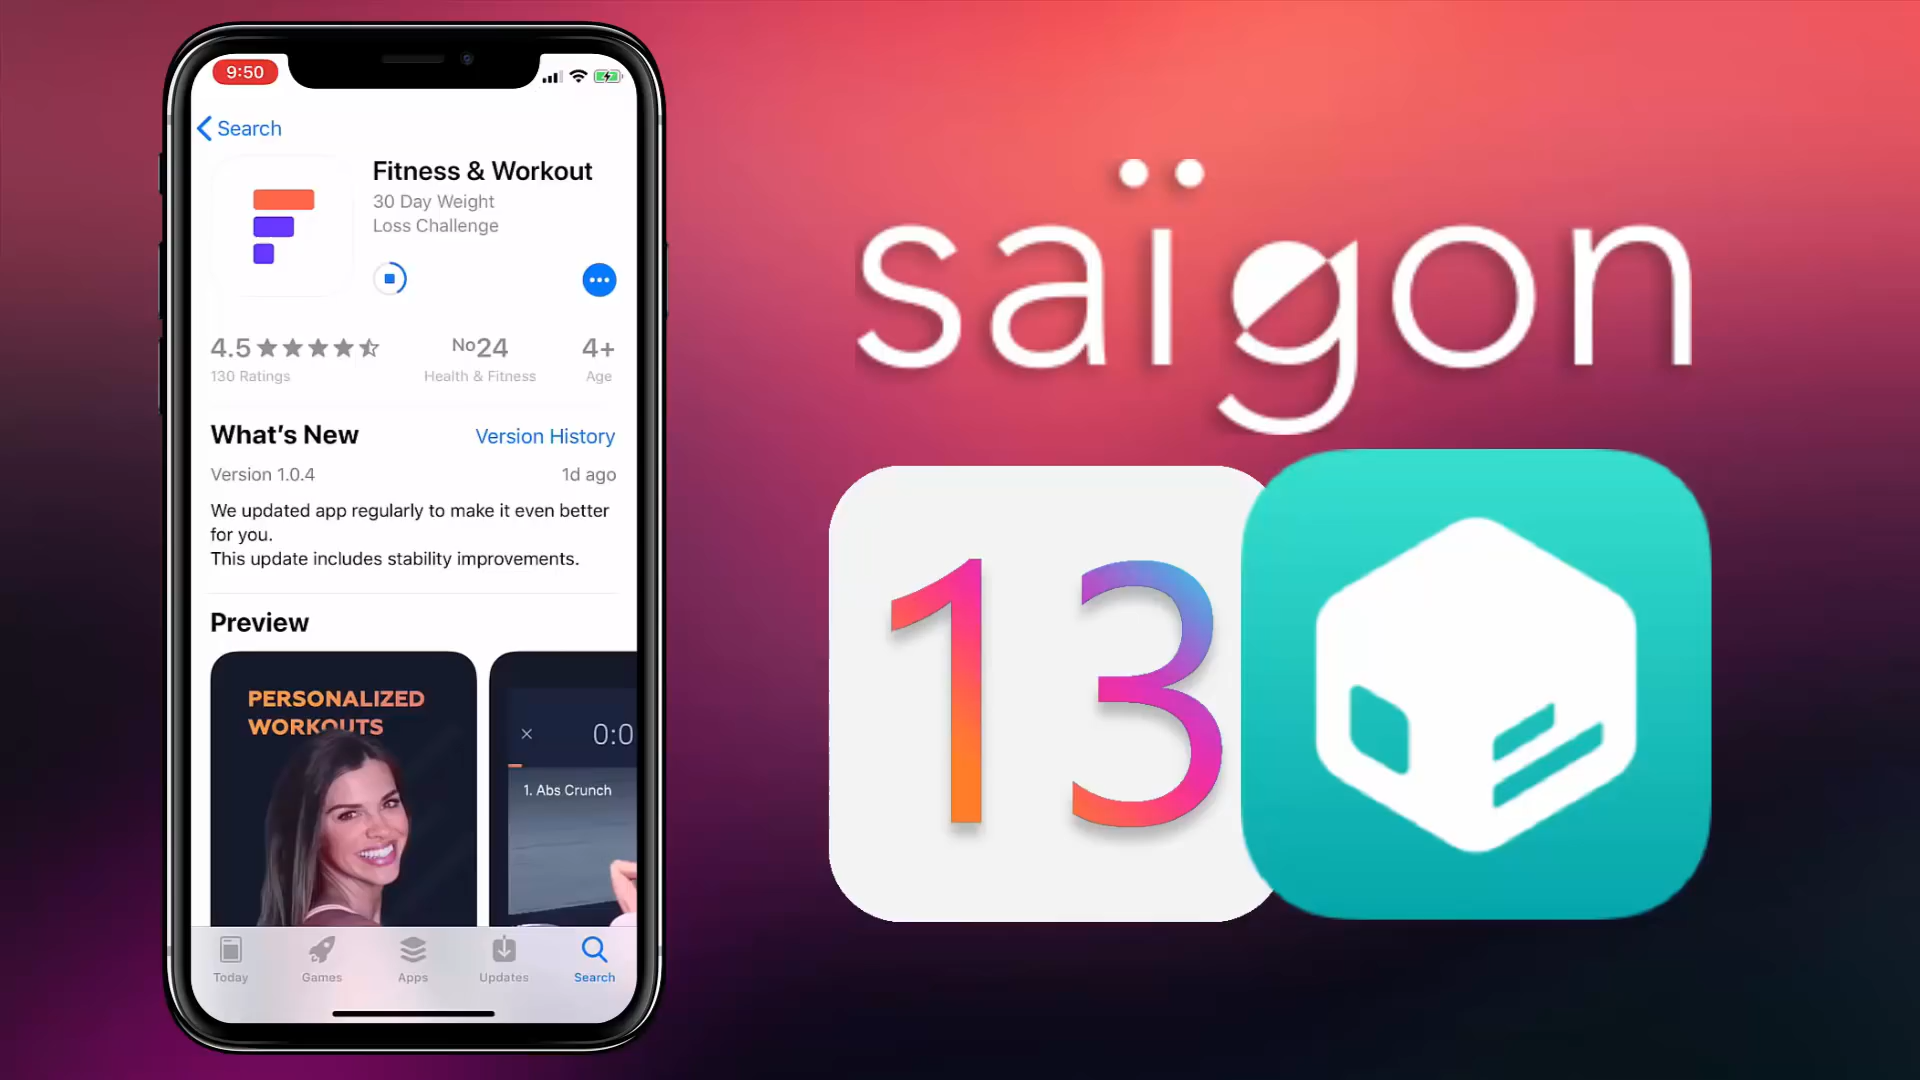 9:50
Search
Fitness & Workout
30 Day Weight
Loss Challenge
4.5
No24
4+
130 Ratings
Health & Fitness
Age
What's New
Version History
Version 1.0.4
1d ago
We updated app regularly to make it even better
for you.
This update includes stability improvements.
Preview
PERSONALIZED
WORKOUTS
0:0
1. Abs Crunch
Today
Games
Apps
Updates
Search
saïgon
13